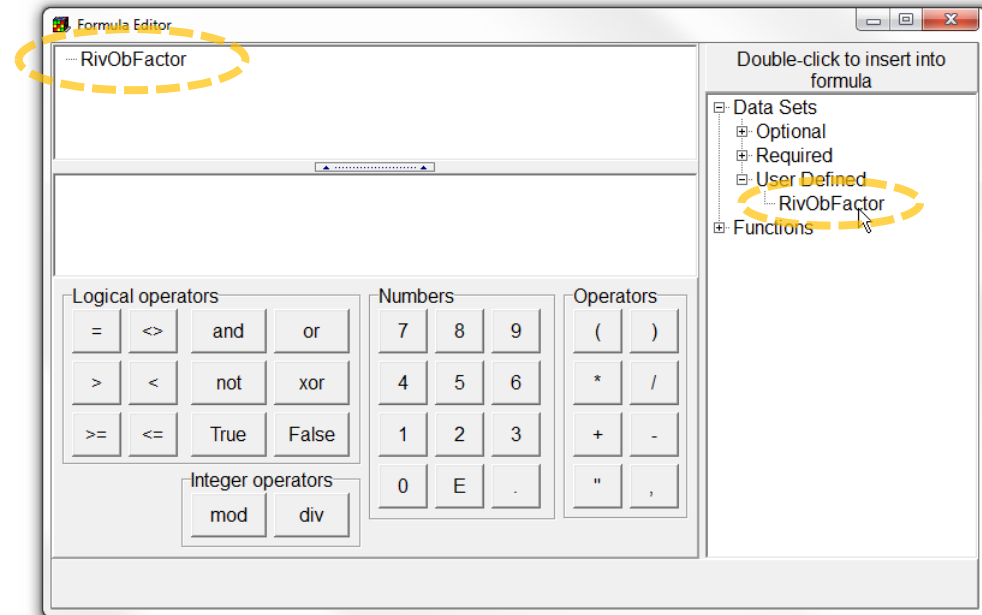 Formula Editor
RivObFactor
Double-click to insert into
formula
Data Sets
Optional
Required
User Defined
RivObFactor
Functions
Logical operators
Numbers
Operators
= <> and or 7 8 9 ( )
> < not xor 4 5 6 * /
>= <= True False 1 2 3 + -
Integer operators
0 E . " ,
mod div